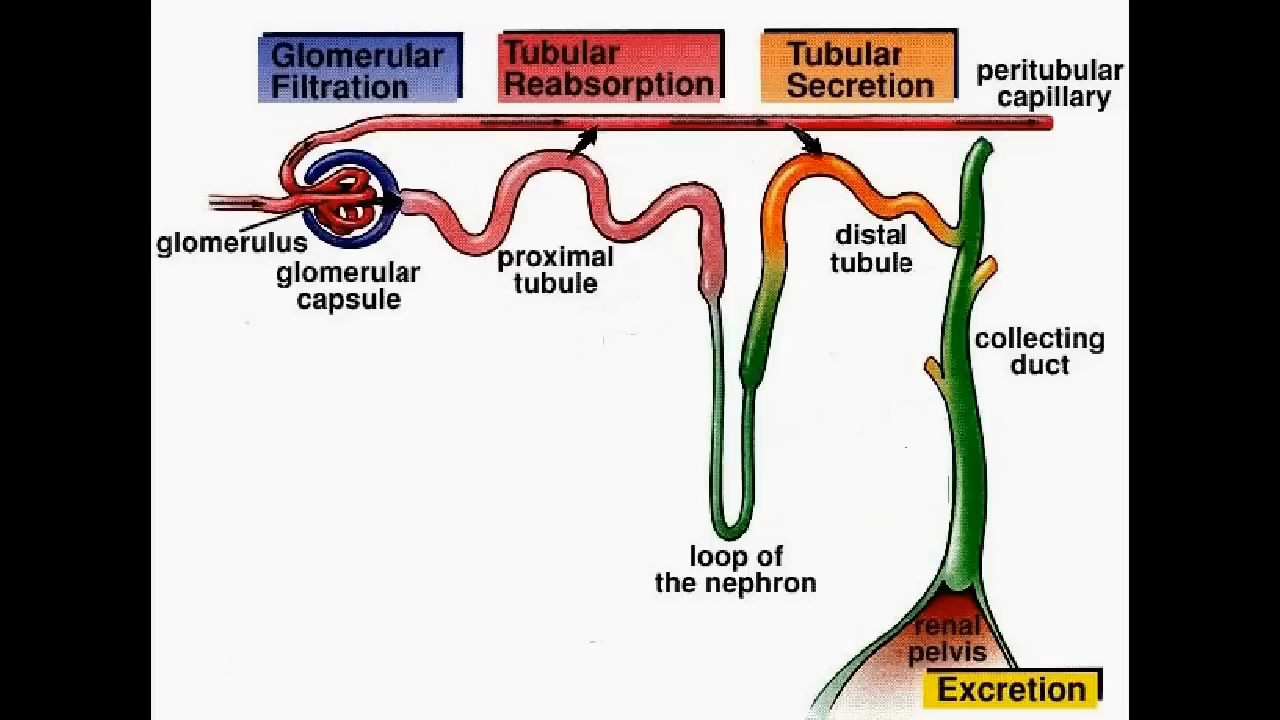 Glomerular
Filtration
Tubular
Reabsorption
Tubular
Secretion
peritubular
capillary
glomerulus
glomerular
capsule
proximal
tubule
distal
tubule
collecting
duct
loop of
the nephron
renal
pelvis
Excretion